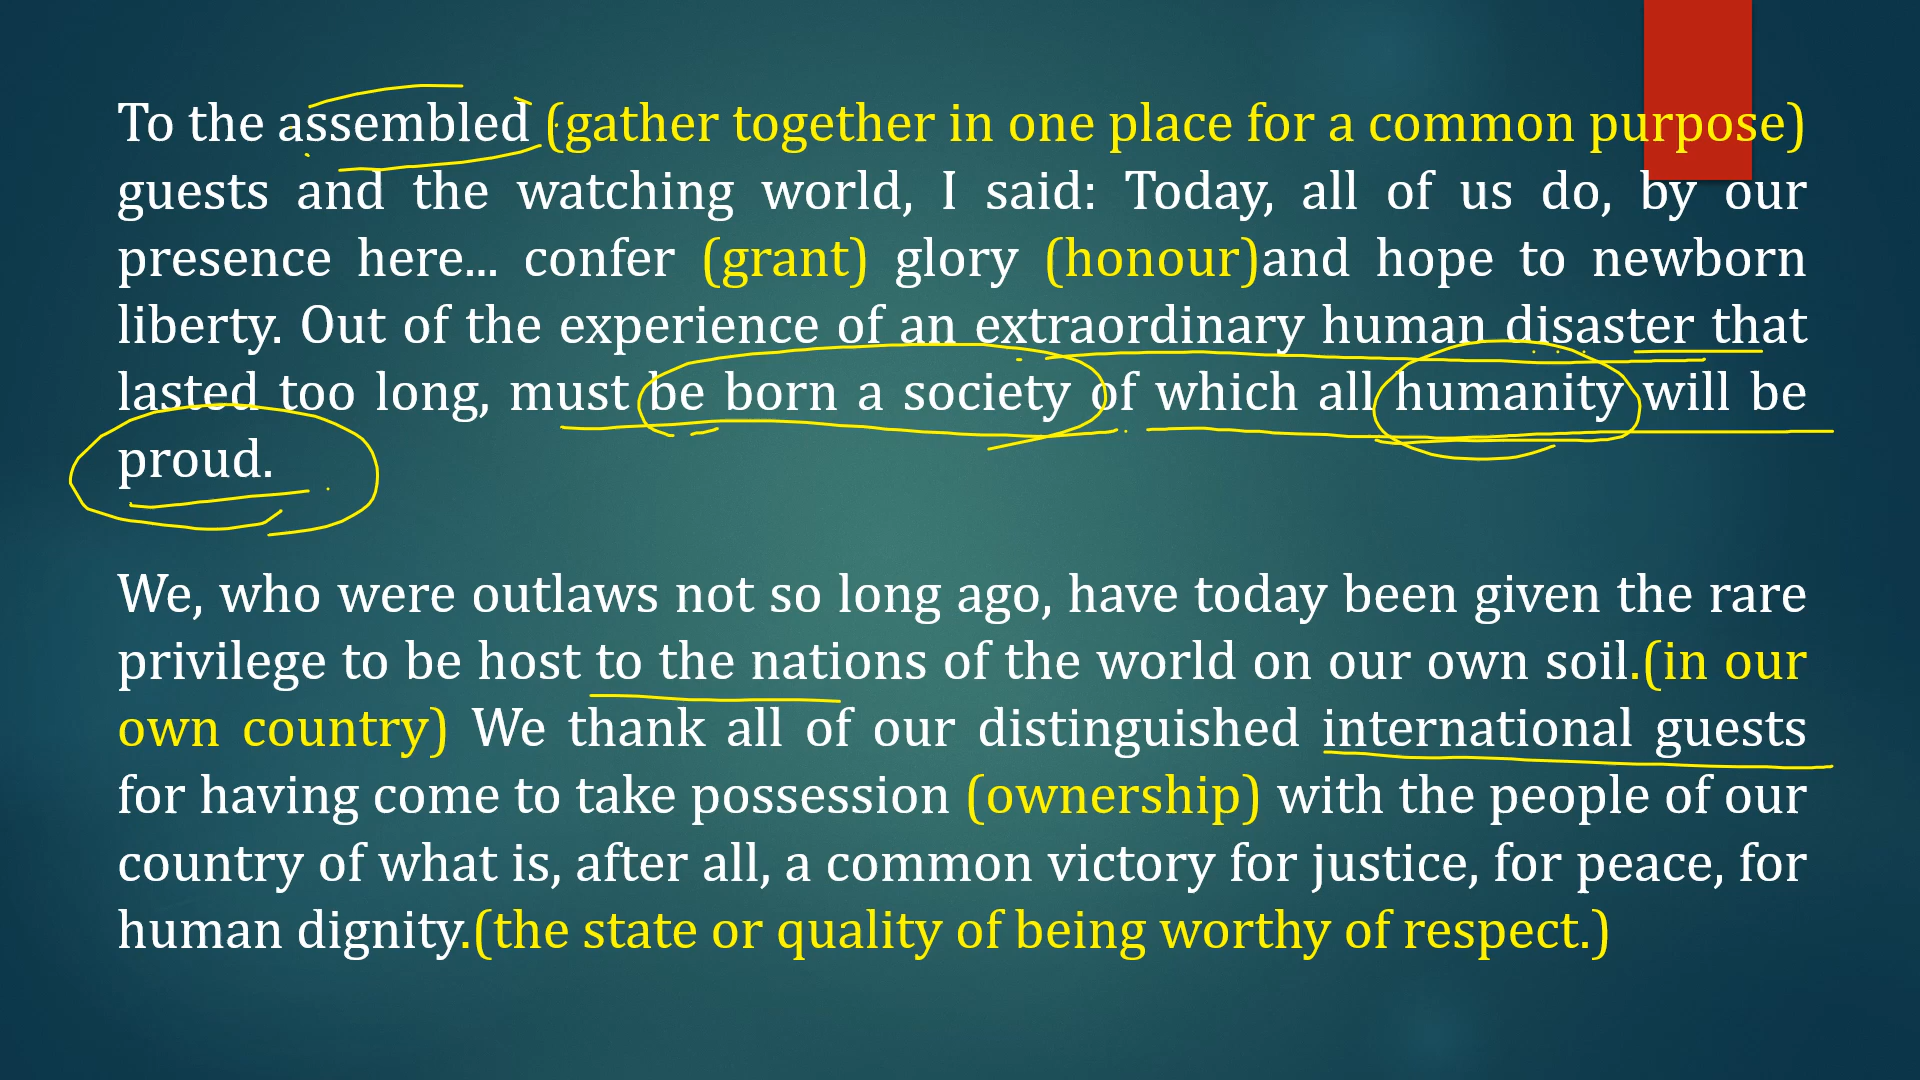 To the assembled (gather together in one place for a common purpose)
guests and the watching world, I said: Today, all of us do, by our
presence here... confer (grant) glory (honour)and hope to newborn
liberty. Out of the experience of an extraordinary human disaster that
lasted too long, must be born a society of which all humanity will be
proud.
We, who were outlaws not so long ago, have today been given the rare
privilege to be host to the nations of the world on our own soil.(in our
own country) We thank all of our distinguished international guests
for having come to take possession (ownership) with the people of our
country of what is, after all, a common victory for justice, for peace, for
human dignity.(the state or quality of being worthy of respect.)